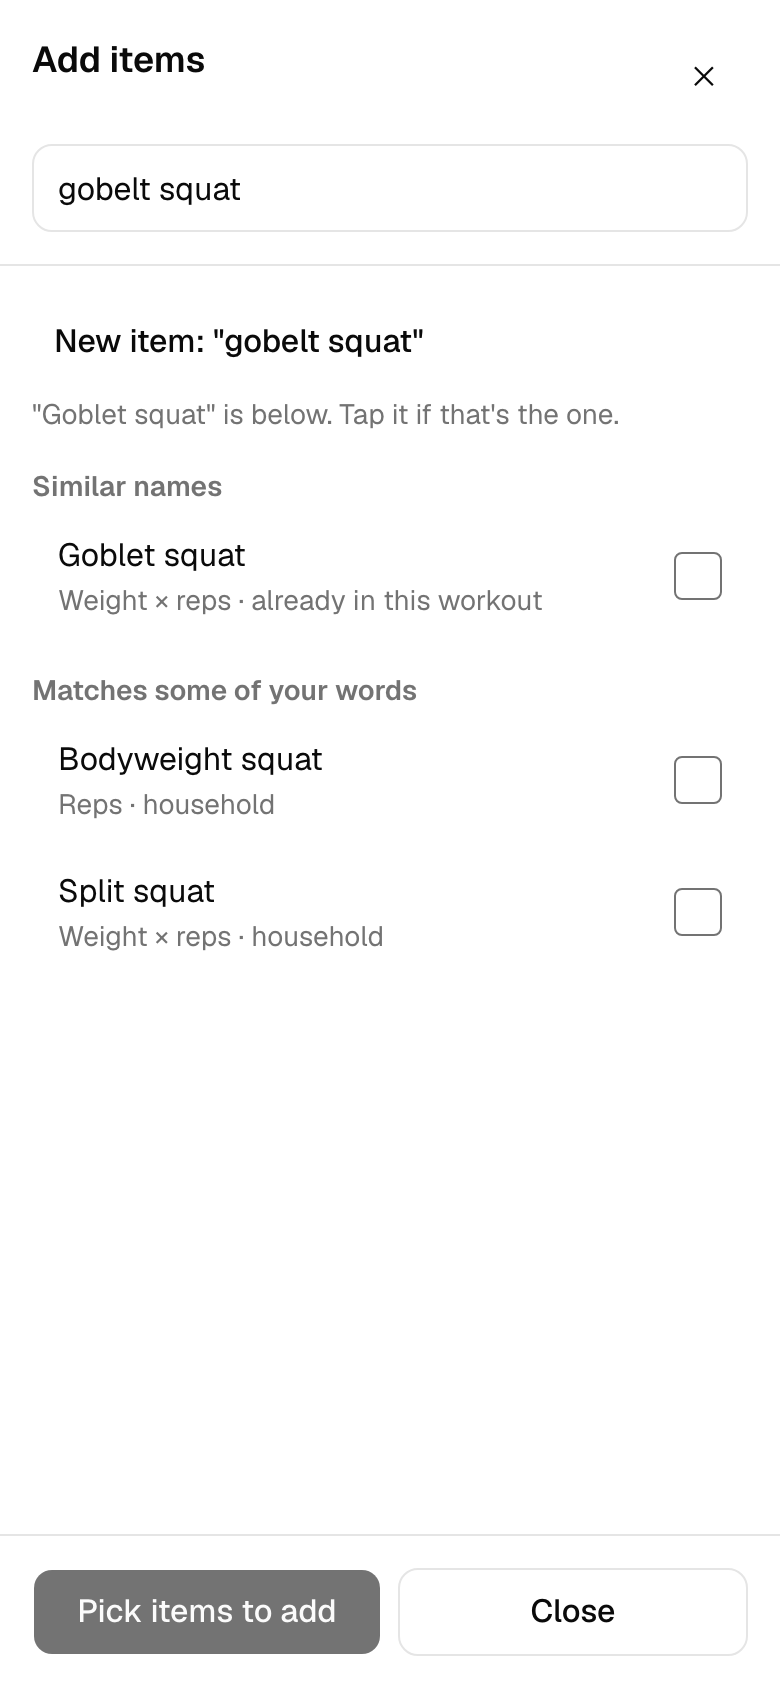 Add items
gobelt squat
New item: "gobelt squat"
"Goblet squat" is below. Tap it if that's the one.
Similar names
Goblet squat
Weight × reps · already in this workout
Matches some of your words
Bodyweight squat
Reps · household
Split squat
Weight × reps · household
Pick items to add
Close